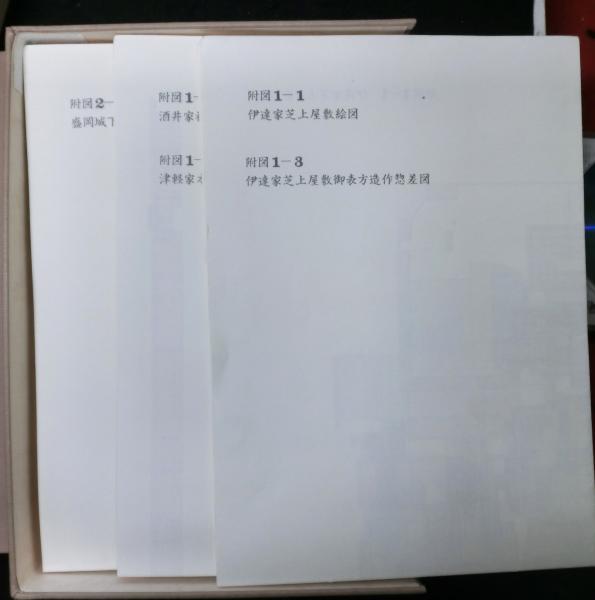 附図2-
盛岡城下
附図1-
酒井家
附図1-
津軽家
附図1-1
伊達家芝上屋敷絵図
附図1-3
伊達家芝上屋敷御表方造作惣差図